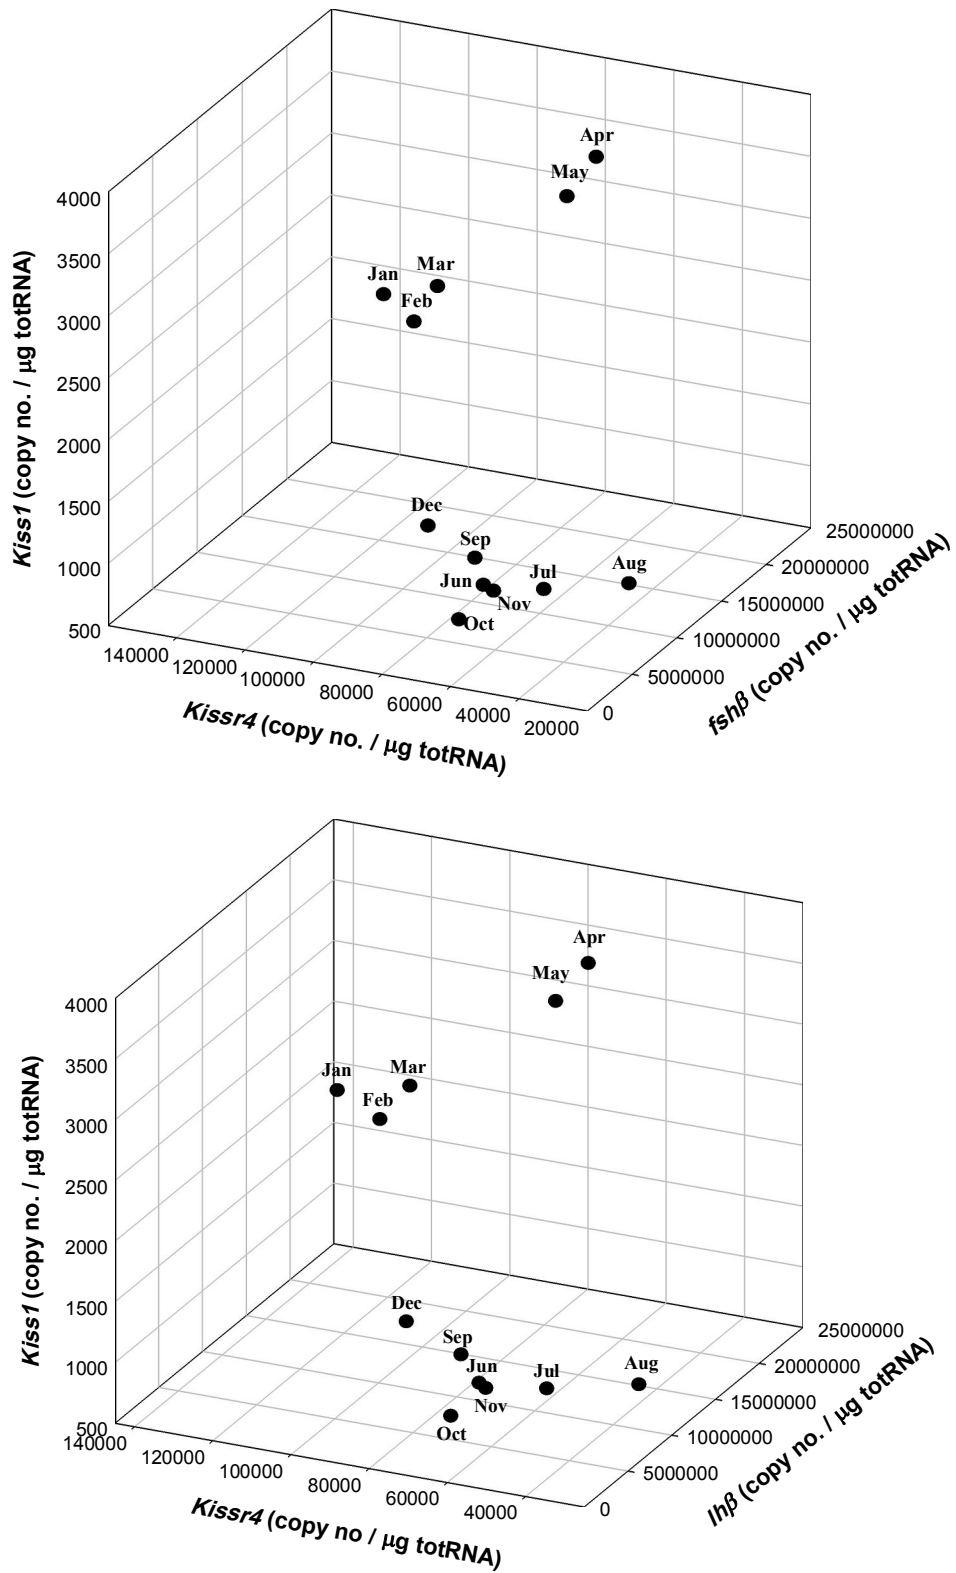 Apr
May
4000
3500
Jan
Mar
Feb
3000
2500
2000
1500
1000
500
Kiss1 (copy no. / μg totRNA)
Dec
Sep
Jun
Nov
Jul
Aug
Oct
25000000
20000000
15000000
10000000
5000000
0
fshβ (copy no. / μg totRNA)
140000
120000
100000
80000
60000
40000
20000
Kissr4 (copy no. / μg totRNA)
Apr
May
4000
3500
3000
2500
2000
1500
1000
500
Kiss1 (copy no. / μg totRNA)
Jan
Mar
Feb
Dec
Sep
Jun
Nov
Jul
Aug
Oct
25000000
20000000
15000000
10000000
5000000
0
lhβ (copy no. / μg totRNA)
140000
120000
100000
80000
60000
40000
Kissr4 (copy no / μg totRNA)